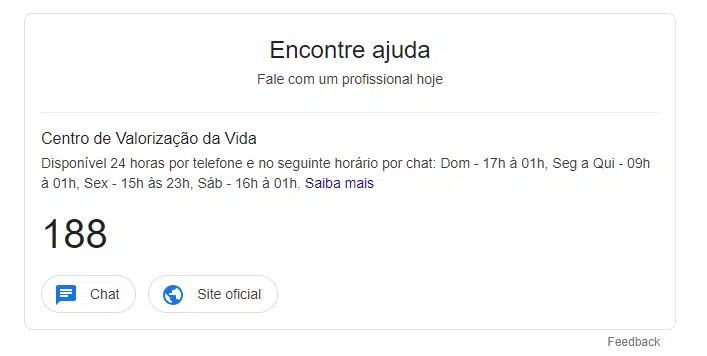 Encontre ajuda
Fale com um profissional hoje
Centro de Valorização da Vida
Disponível 24 horas por telefone e no seguinte horário por chat: Dom - 17h à 01h, Seg a Qui - 09h
à 01h, Sex - 15h às 23h, Sáb - 16h à 01h. Saiba mais
188
Chat
Site oficial
Feedback